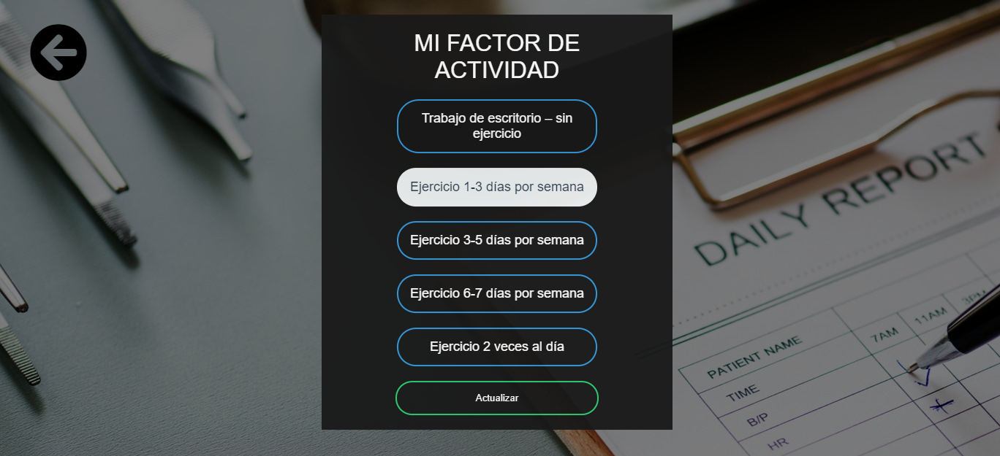 MI FACTOR DE
ACTIVIDAD
Trabajo de escritorio – sin
ejercicio
Ejercicio 1-3 días por semana
Ejercicio 3-5 días por semana
Ejercicio 6-7 días por semana
Ejercicio 2 veces al día
Actualizar
DAILY REPORT
7AM 11AM 3PM
PATIENT NAME
TIME
B/P
HR